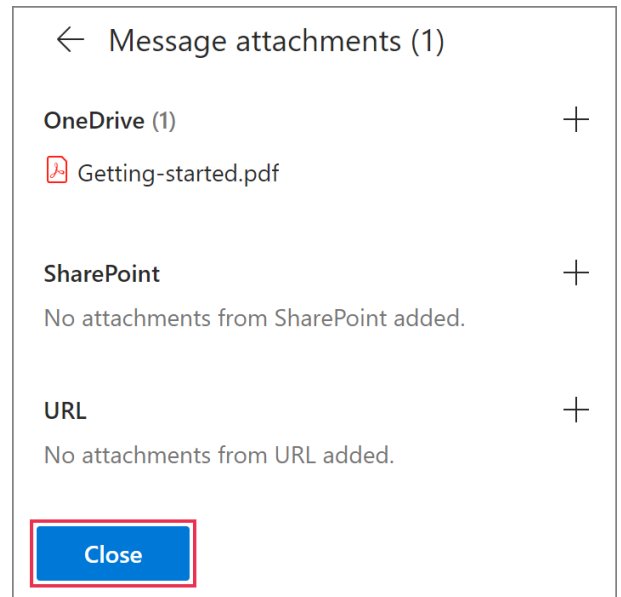 Message attachments (1)
OneDrive (1)
Getting-started.pdf
SharePoint
No attachments from SharePoint added.
URL
No attachments from URL added.
Close